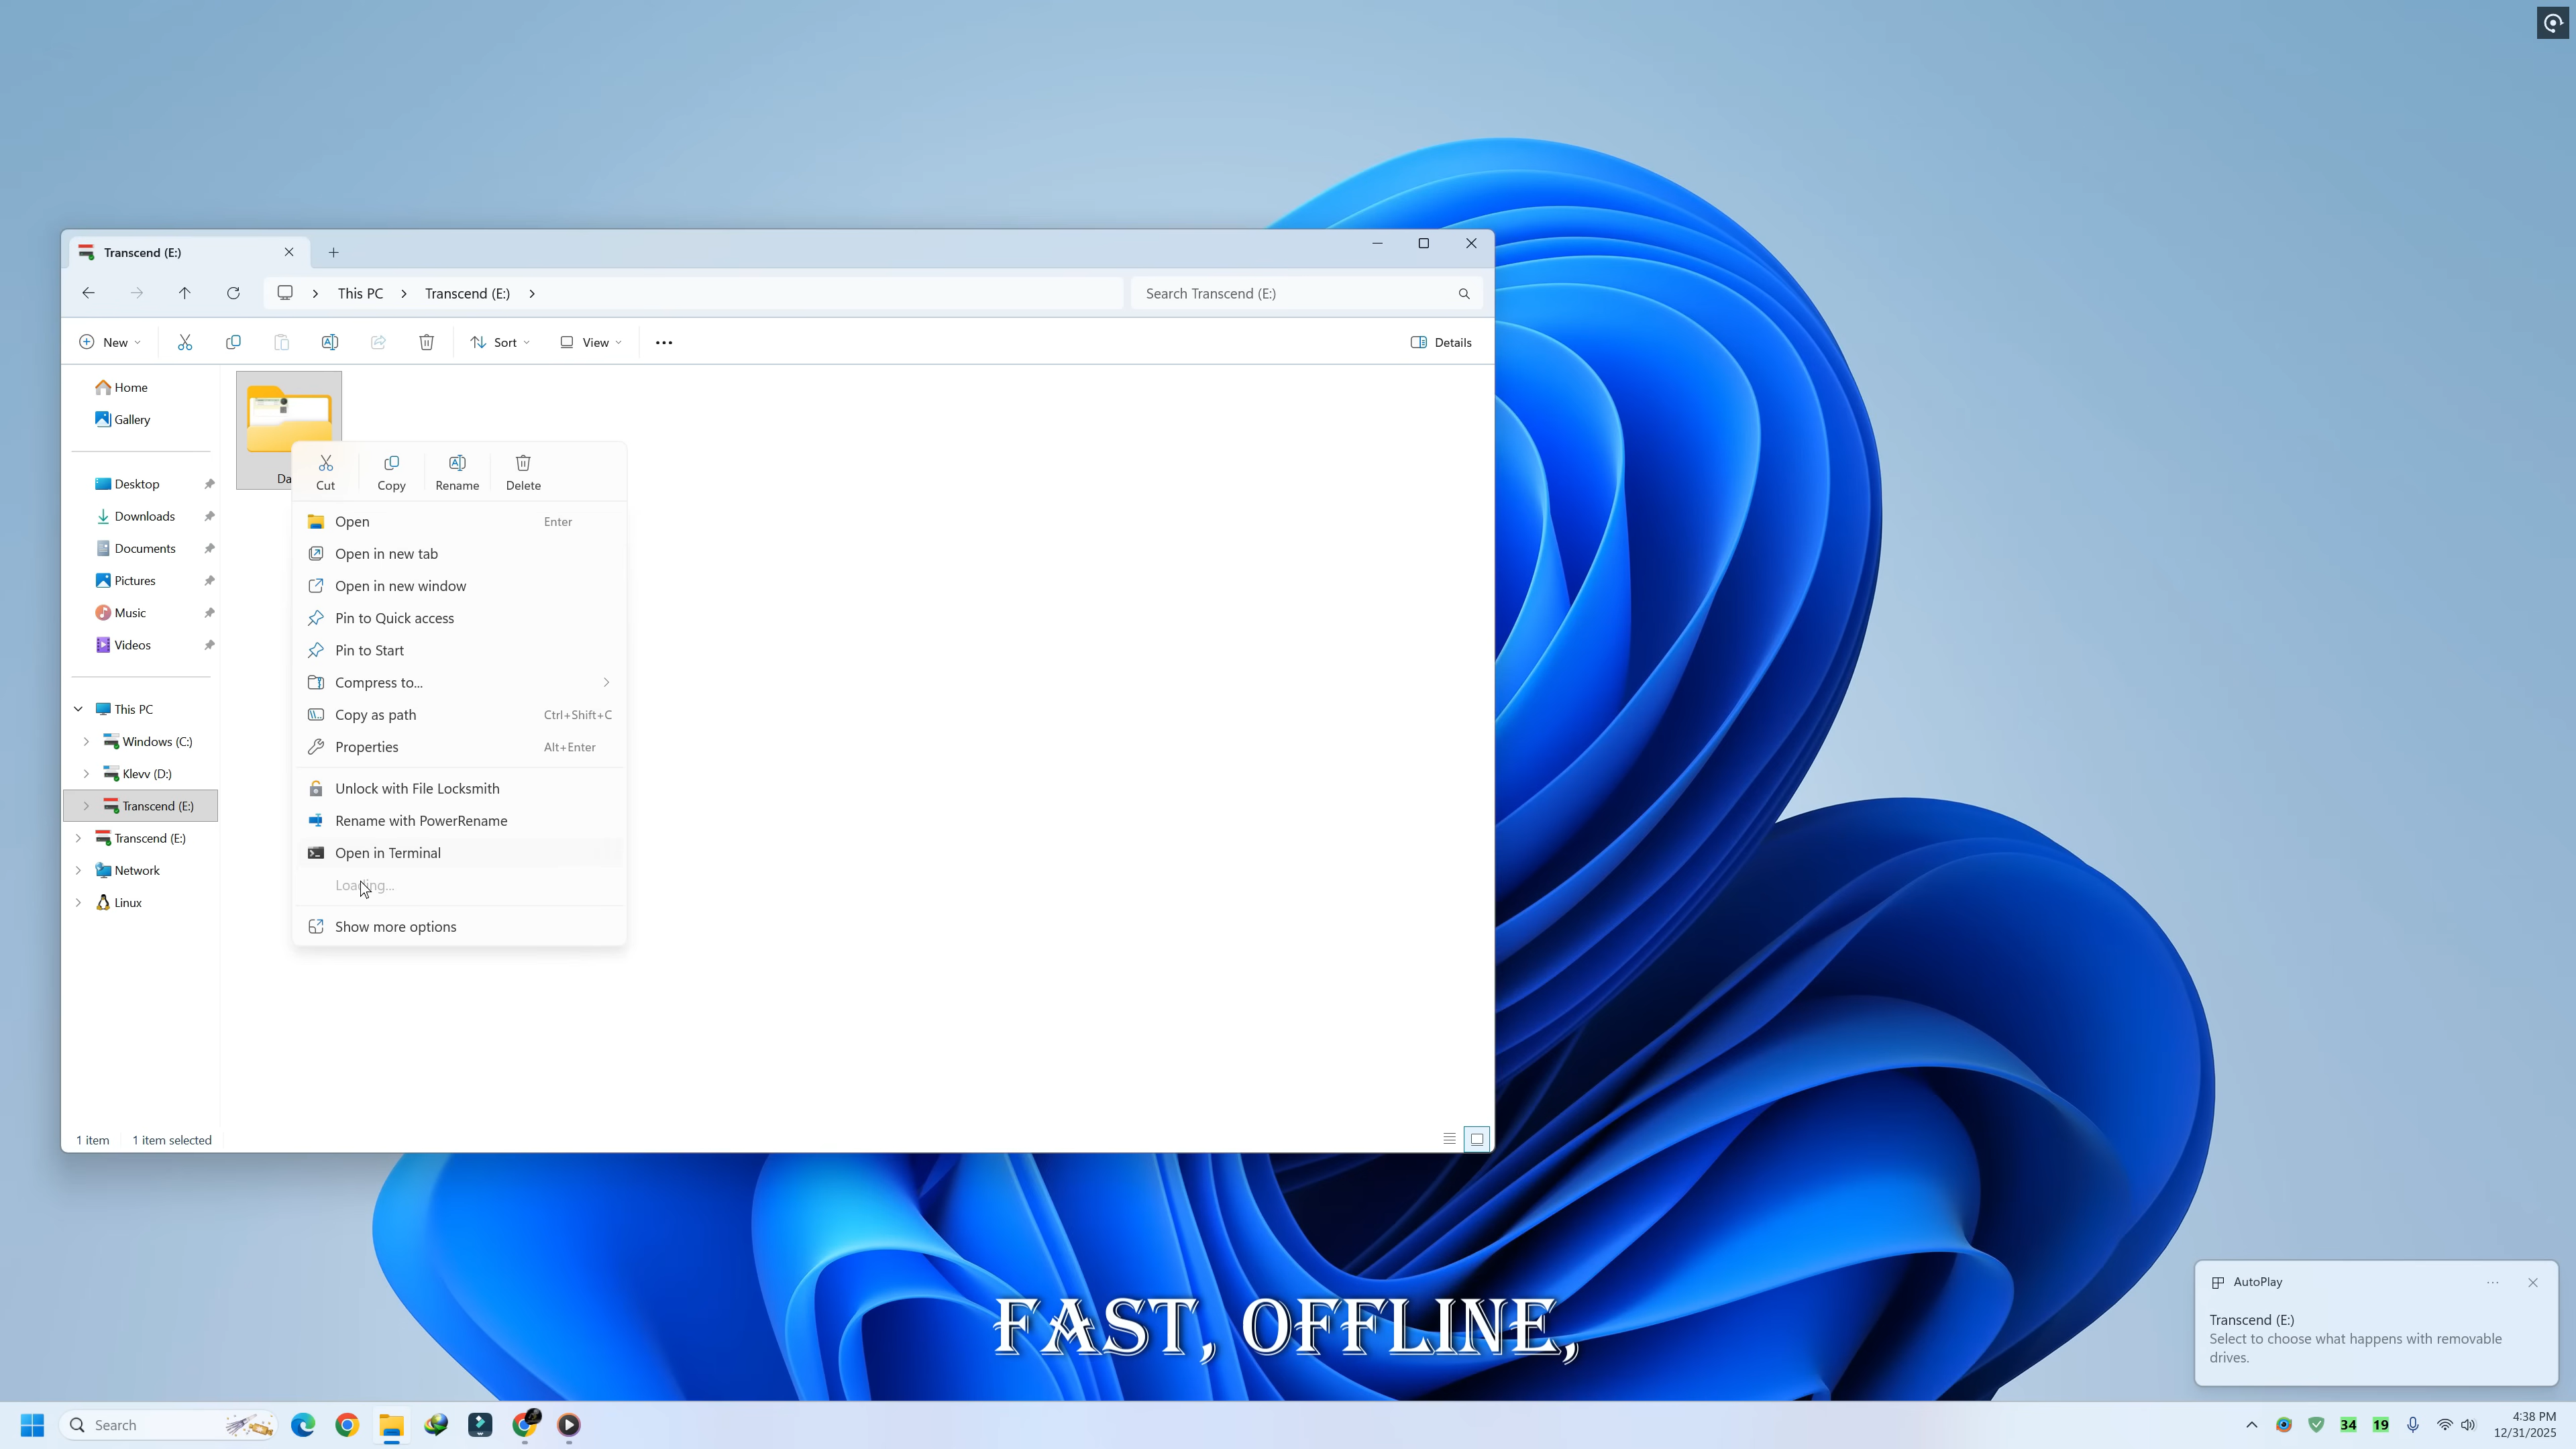 Transcend (E:)
This PC
Transcend (E:)
Search Transcend (E:)
New
Sort
View
Details
Home
Gallery
Desktop
Downloads
Documents
Pictures
Music
Videos
This PC
Windows (C:)
Klevv (D:)
Transcend (E:)
Transcend (E:)
Network
Linux
Da
Cut
Copy
Rename
Delete
Open Enter
Open in new tab
Open in new window
Pin to Quick access
Pin to Start
Compress to...
Copy as path Ctrl+Shift+C
Properties Alt+Enter
Unlock with File Locksmith
Rename with PowerRename
Open in Terminal
Loading...
Show more options
1 item
1 item selected
AutoPlay
Transcend (E:)
Select to choose what happens with removable
drives.
FAST, OFFLINE,
Search
34
19
4:38 PM
12/31/2025